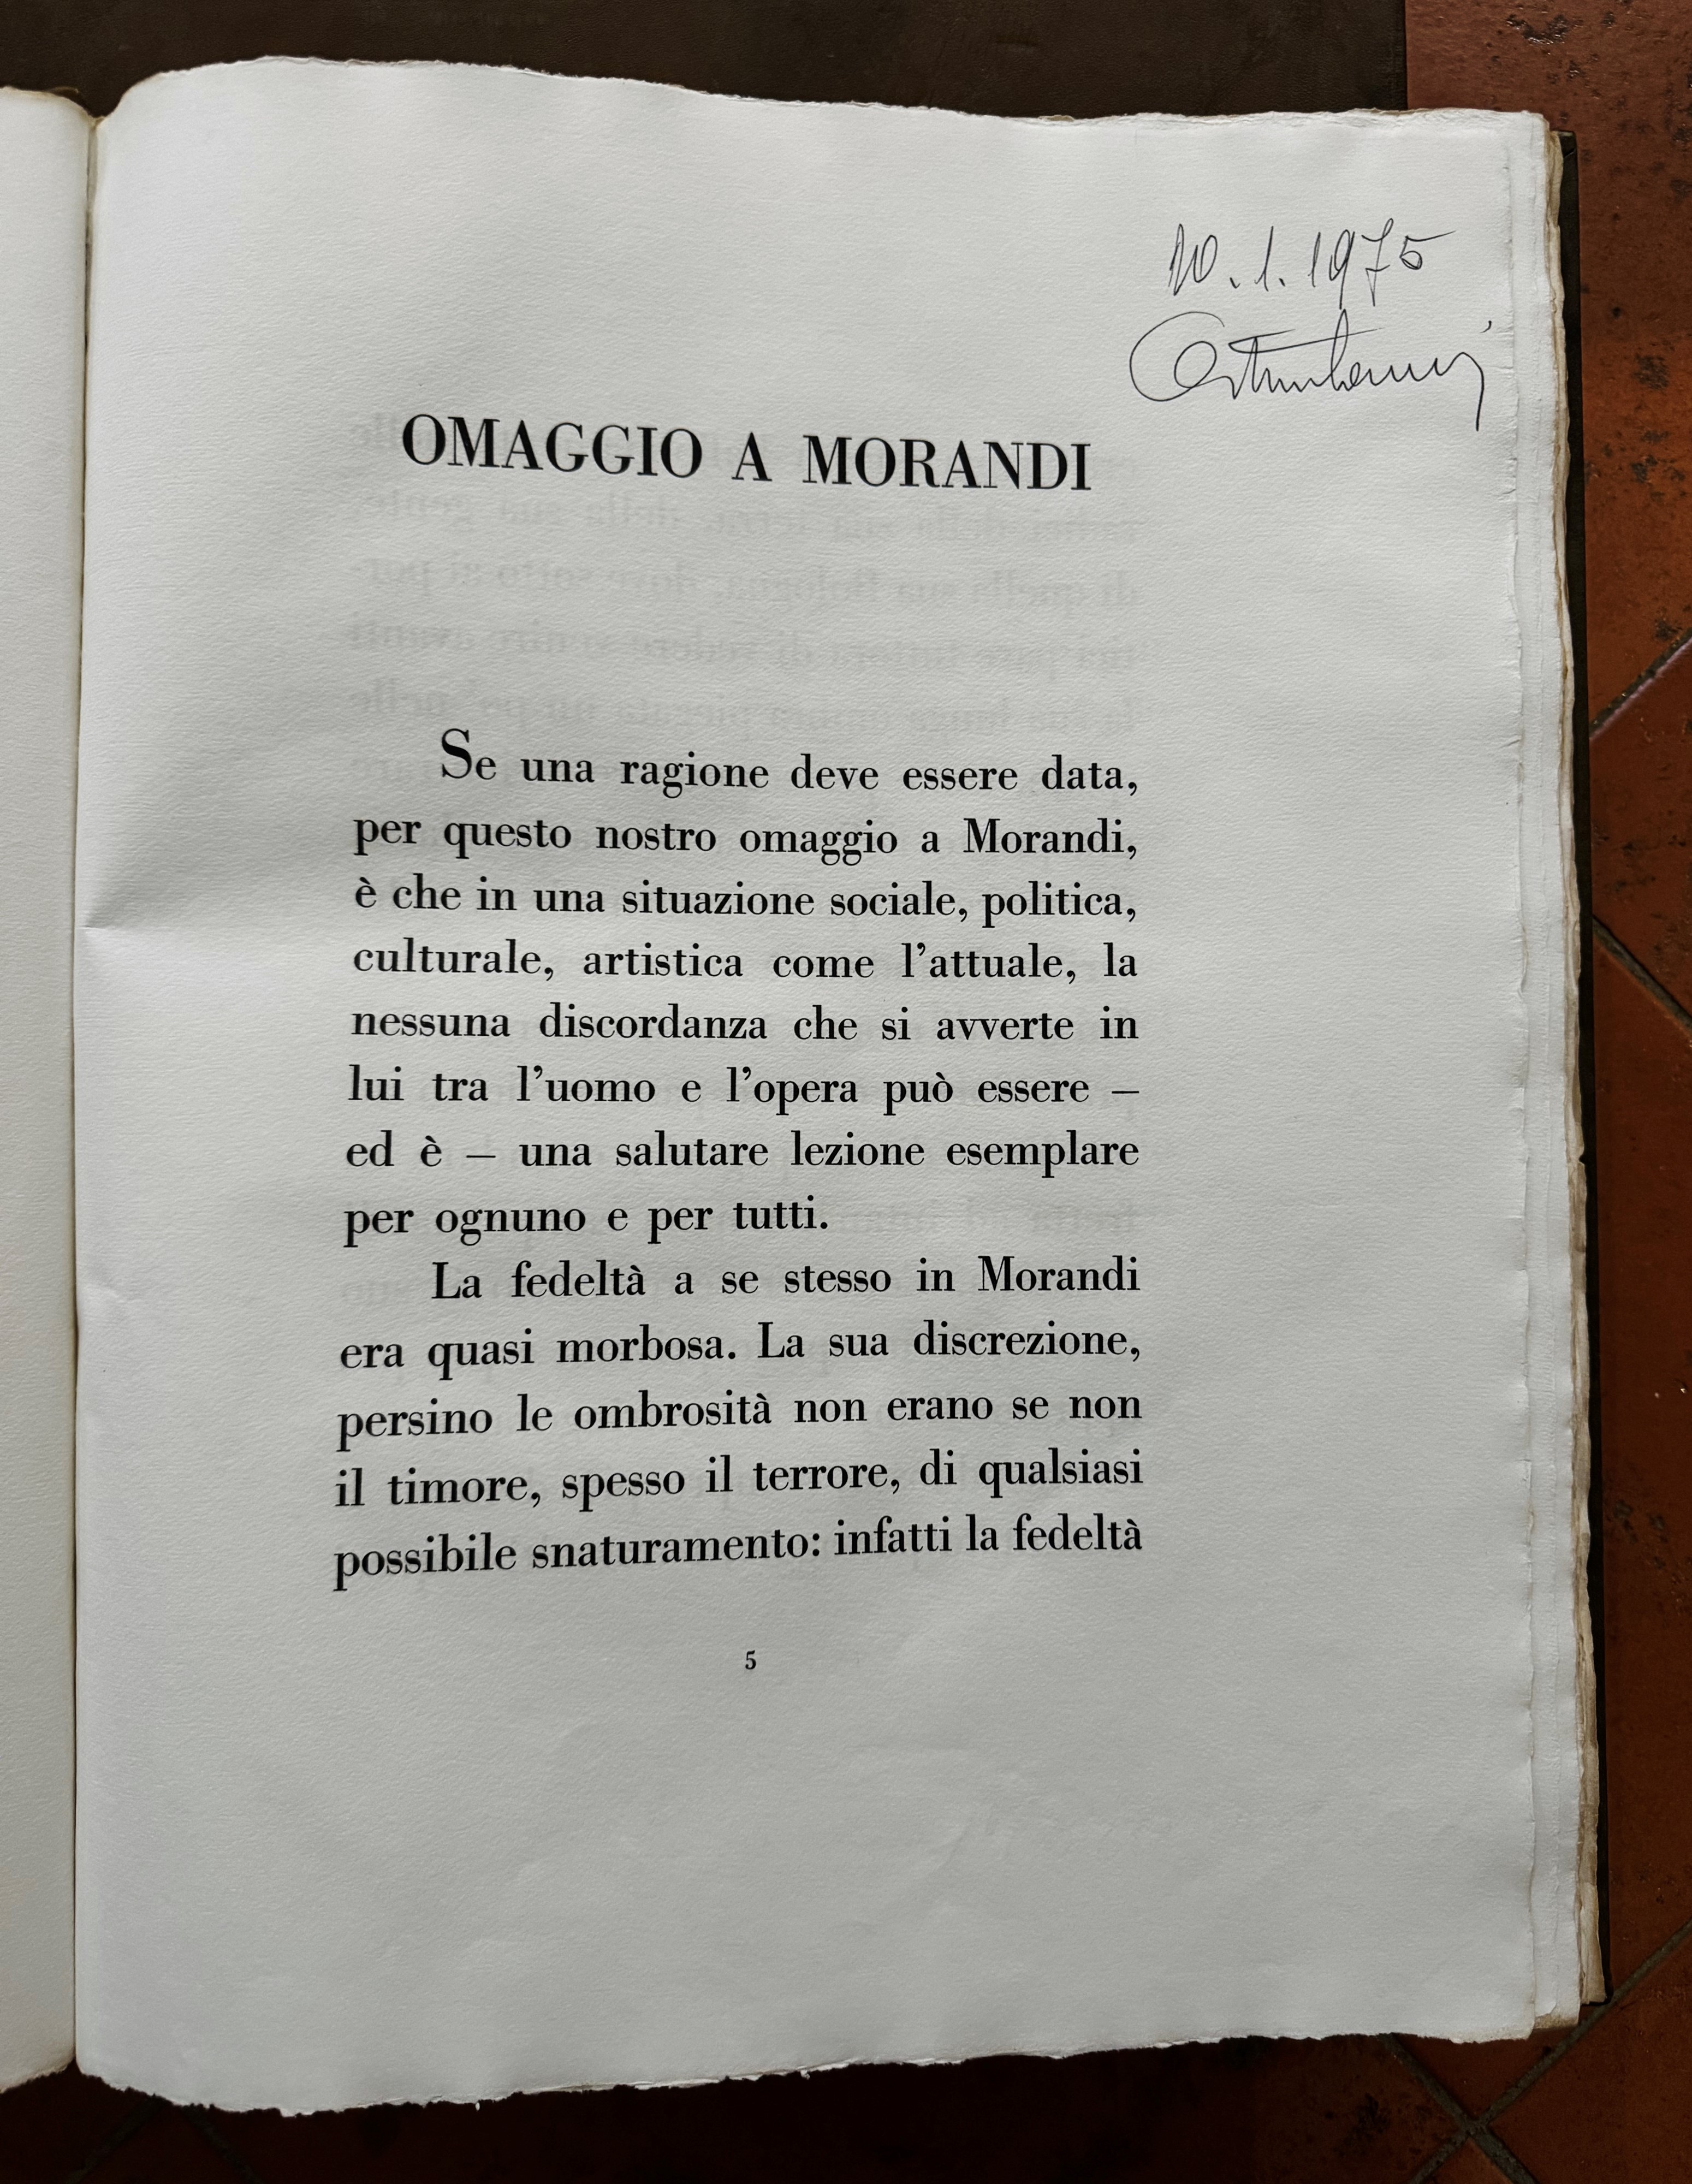 10.1.1975
OMAGGIO A MORANDI
Se una ragione deve essere data,
per questo nostro omaggio a Morandi,
è che in una situazione sociale, politica,
culturale, artistica come l’attuale, la
nessuna discordanza che si avverte in
lui tra l’uomo e l’opera può essere –
ed è – una salutare lezione esemplare
per ognuno e per tutti.
La fedeltà a se stesso in Morandi
era quasi morbosa. La sua discrezione,
persino le ombrosità non erano se non
il timore, spesso il terrore, di qualsiasi
possibile snaturamento: infatti la fedeltà
5